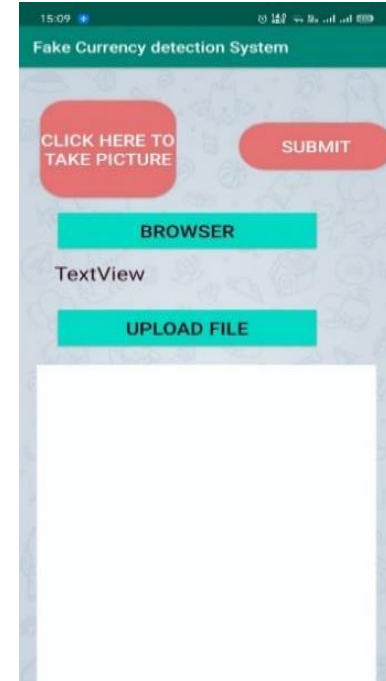 15:09
Fake Currency detection System
CLICK HERE TO
TAKE PICTURE
SUBMIT
BROWSER
TextView
UPLOAD FILE